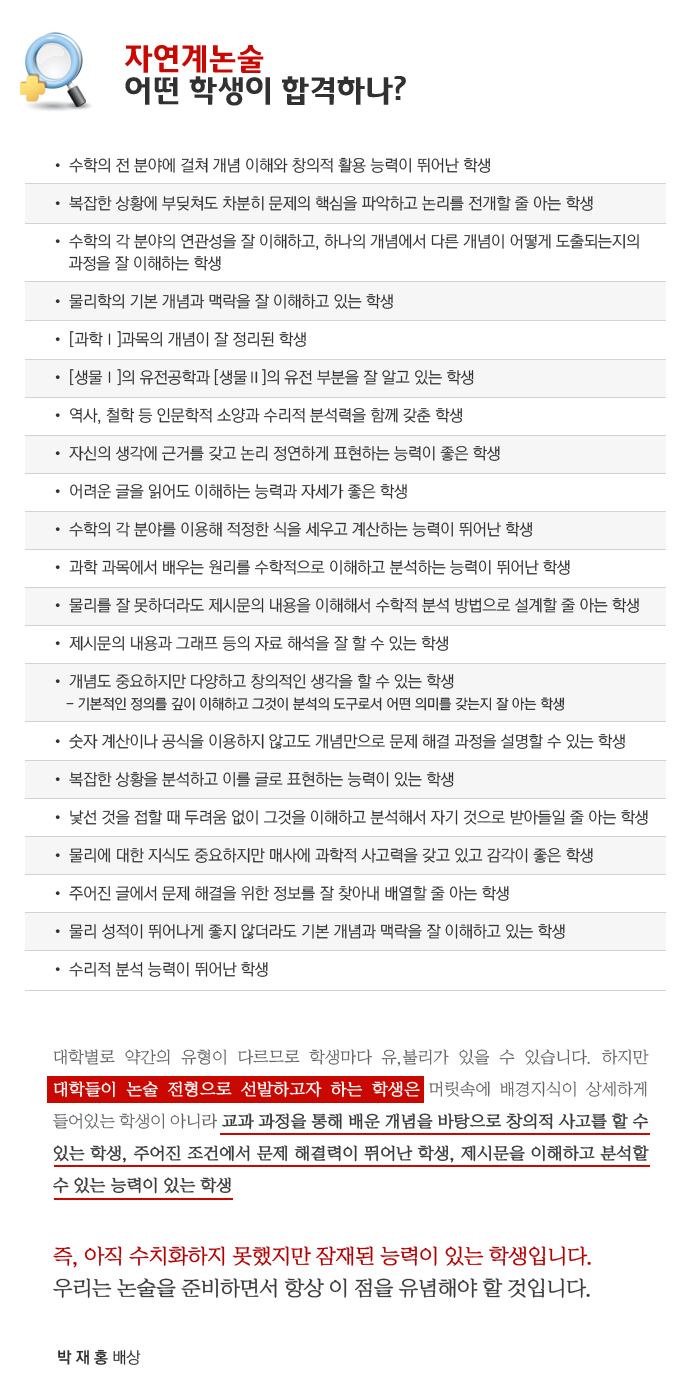 자연계논술
어떤 학생이 합격하나?
• 수학의 전 분야에 걸쳐 개념 이해와 창의적 활용 능력이 뛰어난 학생
• 복잡한 상황에 부딪쳐도 차분히 문제의 핵심을 파악하고 논리를 전개할 줄 아는 학생
• 수학의 각 분야의 연관성을 잘 이해하고, 하나의 개념에서 다른 개념이 어떻게 도출되는지의
과정을 잘 이해하는 학생
• 물리학의 기본 개념과 맥락을 잘 이해하고 있는 학생
• [과학Ⅰ]과목의 개념이 잘 정리된 학생
• [생물Ⅰ]의 유전공학과 [생물Ⅱ]의 유전 부분을 잘 알고 있는 학생
• 역사, 철학 등 인문학적 소양과 수리적 분석력을 함께 갖춘 학생
• 자신의 생각에 근거를 갖고 논리 정연하게 표현하는 능력이 좋은 학생
• 어려운 글을 읽어도 이해하는 능력과 자세가 좋은 학생
• 수학의 각 분야를 이용해 적정한 식을 세우고 계산하는 능력이 뛰어난 학생
• 과학 과목에서 배우는 원리를 수학적으로 이해하고 분석하는 능력이 뛰어난 학생
• 물리를 잘 못하더라도 제시문의 내용을 이해해서 수학적 분석 방법으로 설계할 줄 아는 학생
• 제시문의 내용과 그래프 등의 자료 해석을 잘 할 수 있는 학생
• 개념도 중요하지만 다양하고 창의적인 생각을 할 수 있는 학생
- 기본적인 정의를 깊이 이해하고 그것이 분석의 도구로서 어떤 의미를 갖는지 잘 아는 학생
• 숫자 계산이나 공식을 이용하지 않고도 개념만으로 문제 해결 과정을 설명할 수 있는 학생
• 복잡한 상황을 분석하고 이를 글로 표현하는 능력이 있는 학생
• 낯선 것을 접할 때 두려움 없이 그것을 이해하고 분석해서 자기 것으로 받아들일 줄 아는 학생
• 물리에 대한 지식도 중요하지만 매사에 과학적 사고력을 갖고 있고 감각이 좋은 학생
• 주어진 글에서 문제 해결을 위한 정보를 잘 찾아내 배열할 줄 아는 학생
• 물리 성적이 뛰어나게 좋지 않더라도 기본 개념과 맥락을 잘 이해하고 있는 학생
• 수리적 분석 능력이 뛰어난 학생
대학별로 약간의 유형이 다르므로 학생마다 유,불리가 있을 수 있습니다. 하지만
대학들이 논술 전형으로 선발하고자 하는 학생은 머릿속에 배경지식이 상세하게
들어있는 학생이 아니라 교과 과정을 통해 배운 개념을 바탕으로 창의적 사고를 할 수
있는 학생, 주어진 조건에서 문제 해결력이 뛰어난 학생, 제시문을 이해하고 분석할
수 있는 능력이 있는 학생
즉, 아직 수치화하지 못했지만 잠재된 능력이 있는 학생입니다.
우리는 논술을 준비하면서 항상 이 점을 유념해야 할 것입니다.
박 재 홍 배상